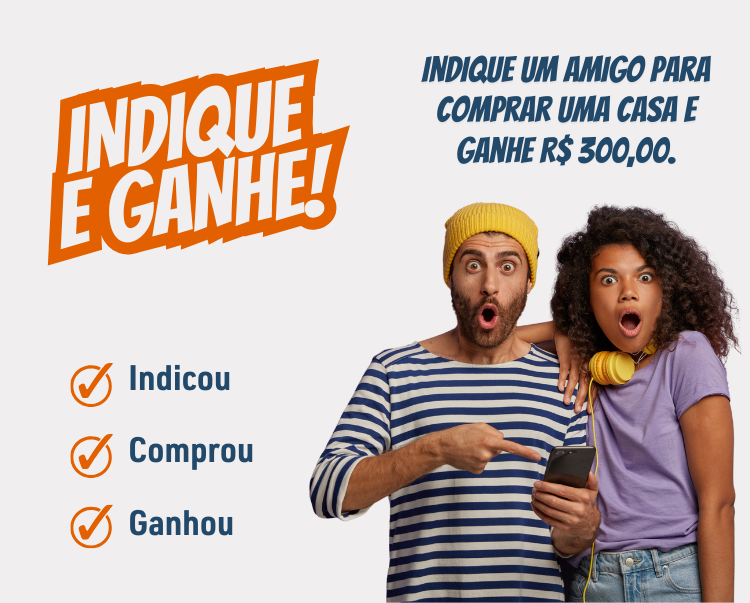 INDIQUE
E GANHE!
INDIQUE UM AMIGO PARA
COMPRAR UMA CASA E
GANHE R$ 300,00.
Indicou
Comprou
Ganhou